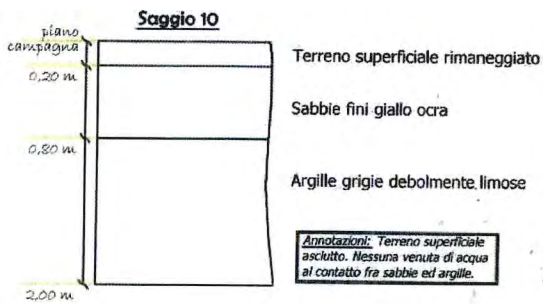 Saggio 10
piano
campagna
Terreno superficiale rimaneggiato
0,20 m
Sabbie fini giallo ocra
0,80 m
Argille grigie debolmente limose
Annotazioni: Terreno superficiale
asciutto. Nessuna venuta di acqua
al contatto fra sabbie ed argille.
2,00 m